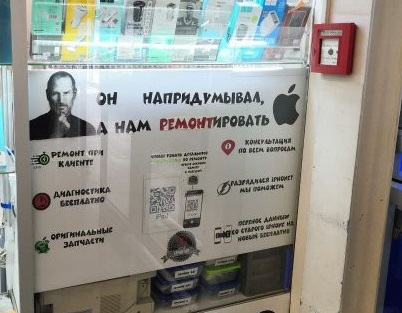 ОН НАПРИДУМЫВАЛ,
А НАМ РЕМОНТИРОВАТЬ
РЕМОНТ ПРИ
КЛИЕНТЕ
ДИАГНОСТИКА
БЕСПЛАТНО
ОРИГИНАЛЬНЫЕ
ЗАПЧАСТИ
КОНСУЛЬТАЦИЯ
ПО ВСЕМ ВОПРОСАМ
РАЗРЯДИЛСЯ IPHONE?
МЫ ПОМОЖЕМ
ПЕРЕНОС ДАННЫХ
СО СТАРОГО IPHONE НА
НОВЫЙ БЕСПЛАТНО